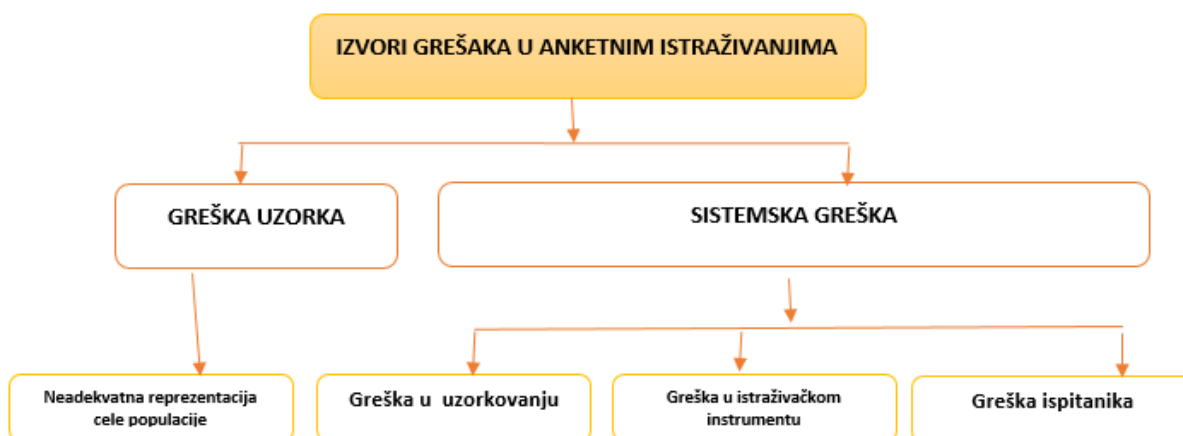 IZVORI GREŠAKA U ANKETNIM ISTRAŽIVANJIMA
GREŠKA UZORKA
SISTEMSKA GREŠKA
Neadekvatna reprezentacija
cele populacije
Greška u uzorkovanju
Greška u istraživačkom
instrumentu
Greška ispitanika